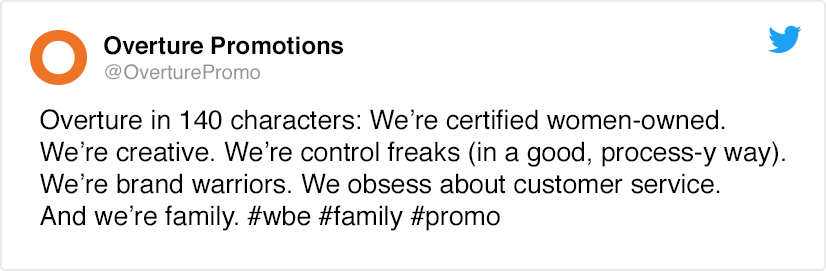 Overture Promotions
@OverturePromo
Overture in 140 characters: We’re certified women-owned.
We’re creative. We’re control freaks (in a good, process-y way).
We’re brand warriors. We obsess about customer service.
And we’re family. #wbe #family #promo